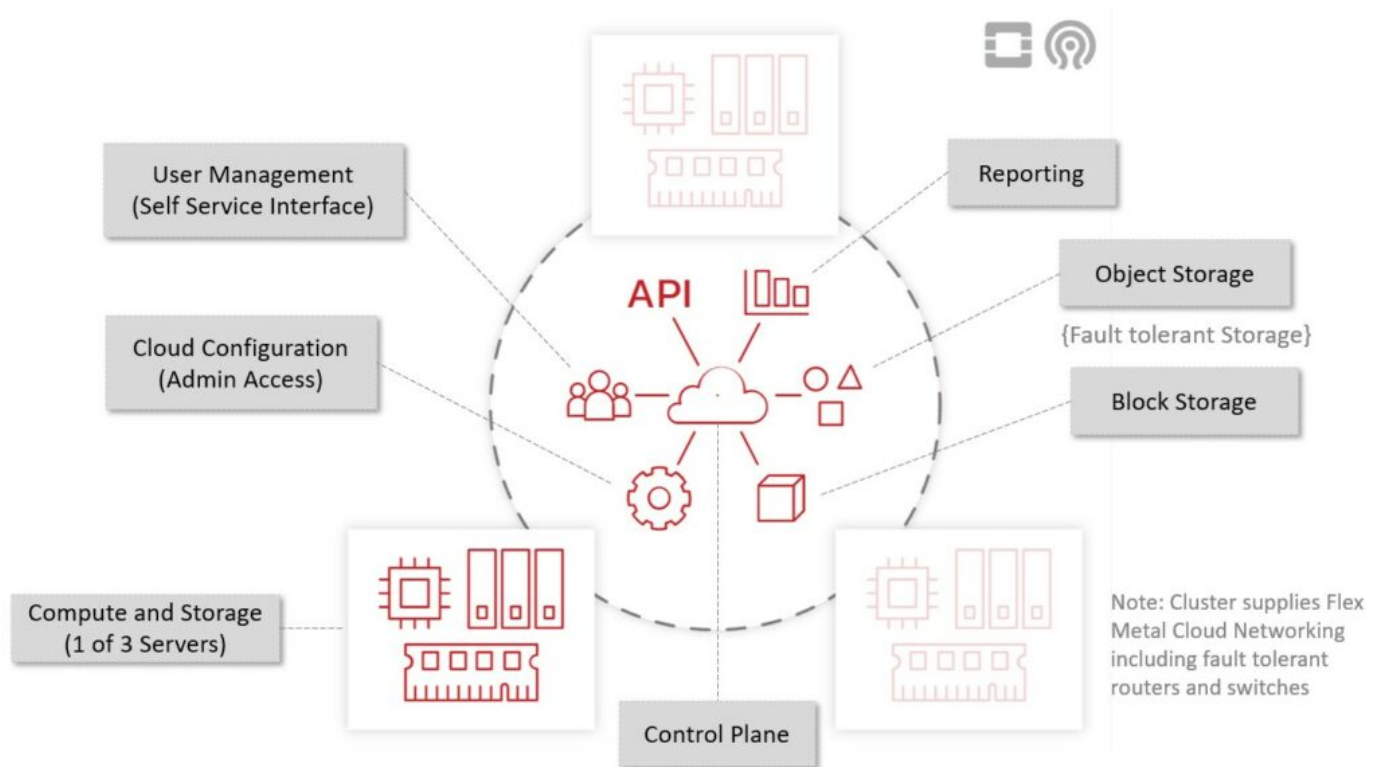 User Management
(Self Service Interface)
Reporting
API
Object Storage
{Fault tolerant Storage}
Cloud Configuration
(Admin Access)
Block Storage
Compute and Storage
(1 of 3 Servers)
Note: Cluster supplies Flex
Metal Cloud Networking
including fault tolerant
routers and switches
Control Plane